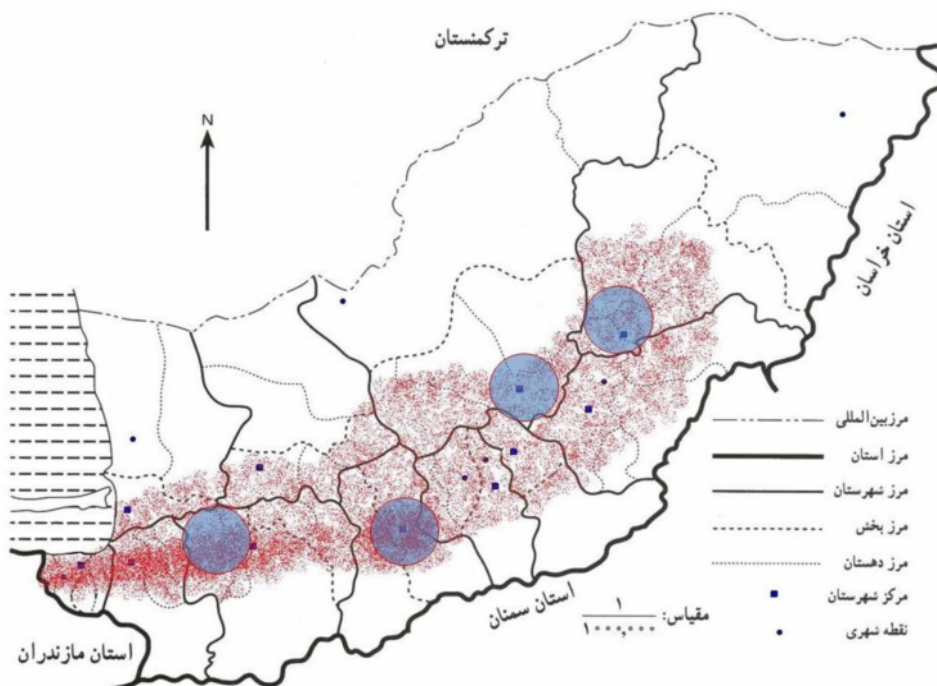 ترکمنستان
N
استان خراسان
مرزبین‌المللی
مرز استان
مرز شهرستان
مرز بخش
مرز دهستان
مرکز شهرستان
نقطه شهری
مقیاس: ۱
۱۰۰۰,۰۰۰
استان سمنان
استان مازندران